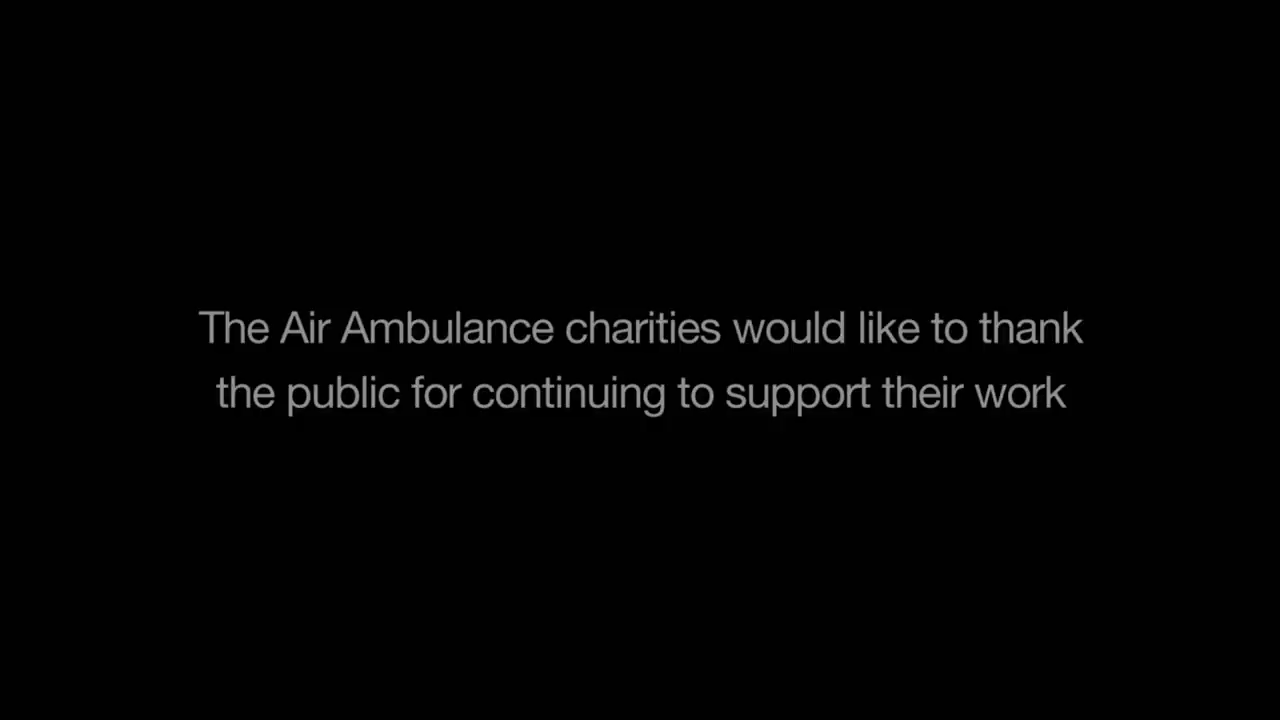 The Air Ambulance charities would like to thank
the public for continuing to support their work